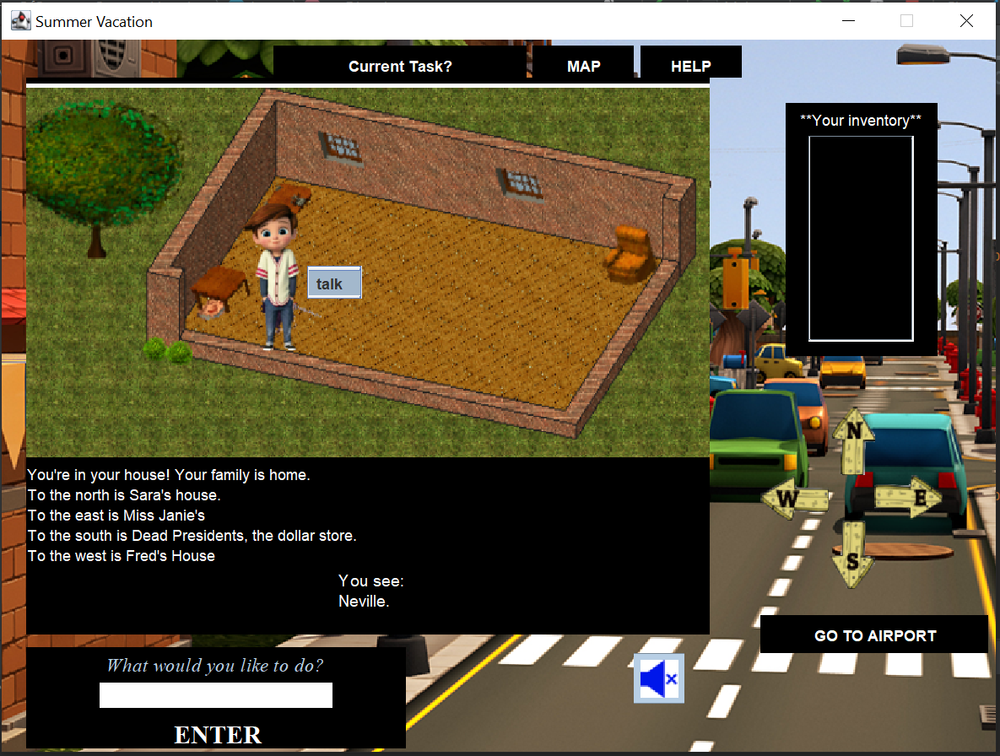 Summer Vacation
Current Task?
MAP
HELP
**Your inventory**
talk
N
W
E
S
You're in your house! Your family is home.
To the north is Sara's house.
To the east is Miss Janie's
To the south is Dead Presidents, the dollar store.
To the west is Fred's House
You see:
Neville.
GO TO AIRPORT
What would you like to do?
ENTER